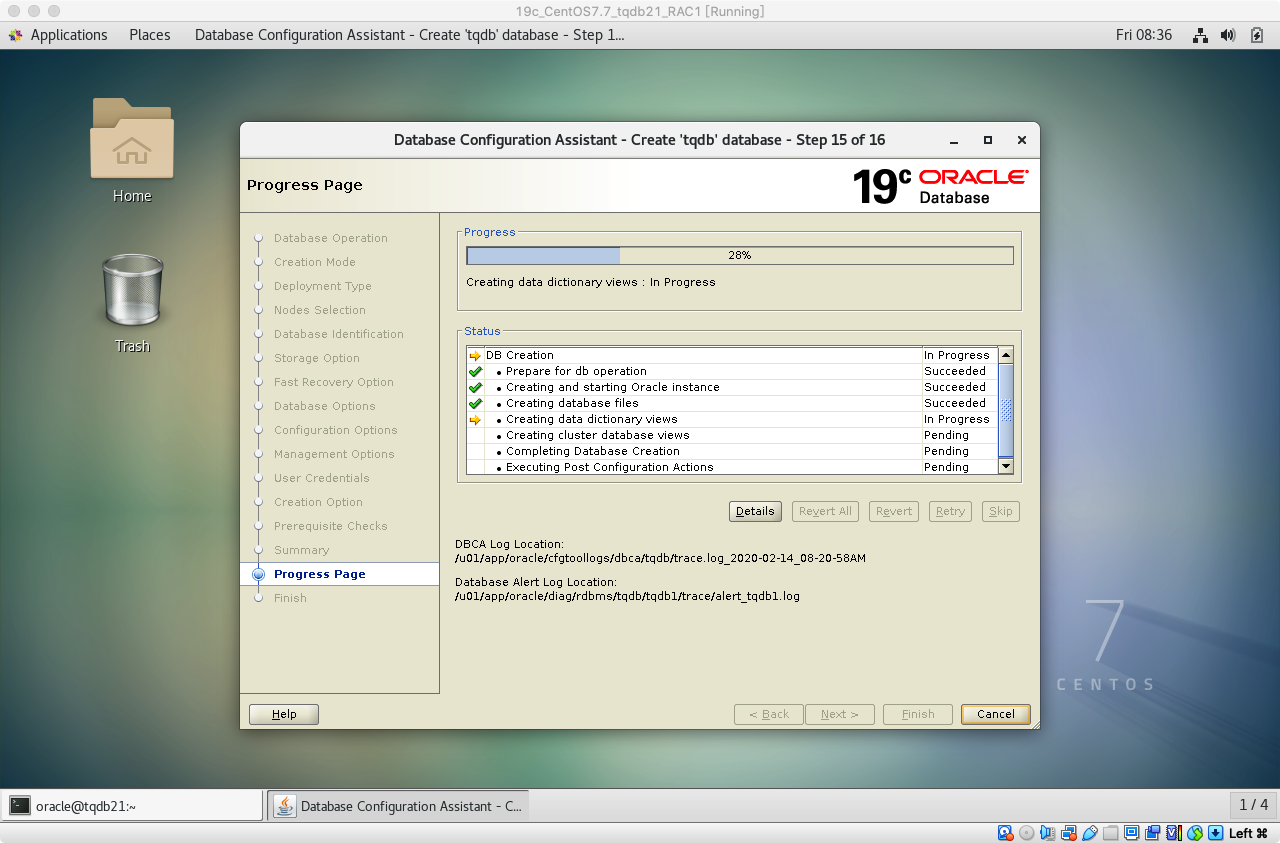 19c_CentOS7.7_tqdb21_RAC1 [Running]
Applications Places Database Configuration Assistant - Create 'tqdb' database - Step 1... Fri 08:36
Home
Trash
Database Configuration Assistant - Create 'tqdb' database - Step 15 of 16
Progress Page
19c ORACLE Database
Database Operation
Creation Mode
Deployment Type
Nodes Selection
Database Identification
Storage Option
Fast Recovery Option
Database Options
Configuration Options
Management Options
User Credentials
Creation Option
Prerequisite Checks
Summary
Progress Page
Finish
Progress
28%
Creating data dictionary views : In Progress
Status
DB Creation In Progress
• Prepare for db operation Succeeded
• Creating and starting Oracle instance Succeeded
• Creating database files Succeeded
• Creating data dictionary views In Progress
• Creating cluster database views Pending
• Completing Database Creation Pending
• Executing Post Configuration Actions Pending
Details Revert All Revert Retry Skip
DBCA Log Location:
/u01/app/oracle/cfgtoollogs/dbca/tqdb/trace.log_2020-02-14_08-20-58AM
Database Alert Log Location:
/u01/app/oracle/diag/rdbms/tqdb/tqdb1/trace/alert_tqdb1.log
Help < Back Next > Finish Cancel
7
CENTOS
oracle@tqdb21:~ Database Configuration Assistant - C... 1 / 4
Left ⌘